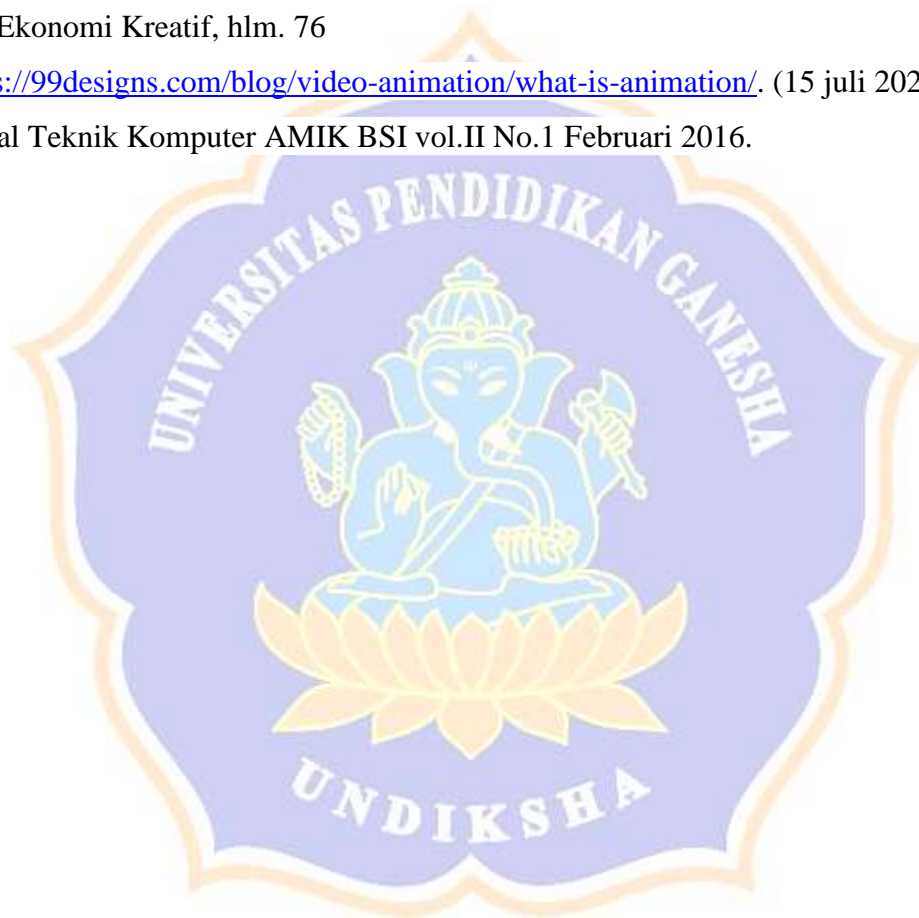 Ekonomi Kreatif, hlm. 76
s://99designs.com/blog/video-animation/what-is-animation/. (15 juli 202
al Teknik Komputer AMIK BSI vol.II No.1 Februari 2016.
UNIVERSITAS PENDIDIKAN GANESHA
UNDIKSHA